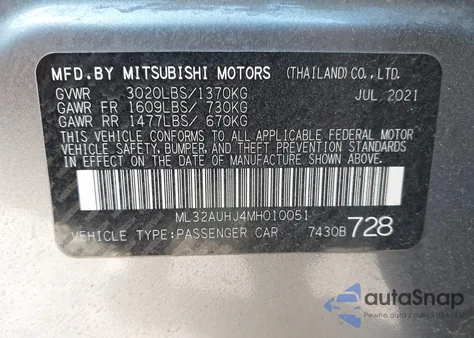 MFD.BY MITSUBISHI MOTORS (THAILAND) CO., LTD.
GVWR 3020LBS/1370KG JUL.2021
GAWR FR 1609LBS/ 730KG
GAWR RR 1477LBS/ 670KG
THIS VEHICLE CONFORMS TO ALL APPLICABLE FEDERAL MOTOR
VEHICLE SAFETY, BUMPER, AND THEFT PREVENTION STANDARDS
IN EFFECT ON THE DATE OF MANUFACTURE SHOWN ABOVE.
ML32AUHJ4MH010051
VEHICLE TYPE:PASSENGER CAR 7430B 728
autoSnap